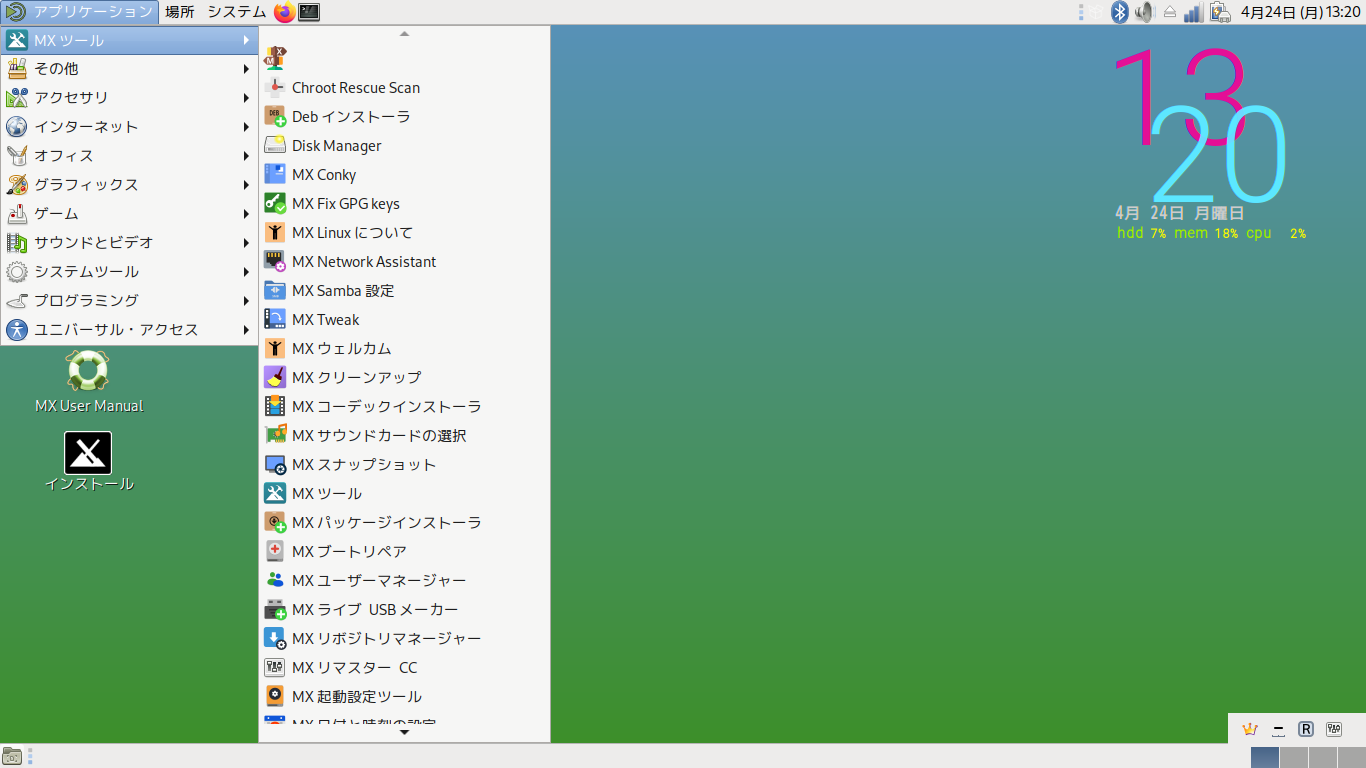 アプリケーション 場所 システム 4月24日 (月) 13:20
MX ツール
その他
アクセサリ
インターネット
オフィス
グラフィックス
ゲーム
サウンドとビデオ
システムツール
プログラミング
ユニバーサル・アクセス
Chroot Rescue Scan
Deb インストーラ
Disk Manager
MX Conky
MX Fix GPG keys
MX Linux について
MX Network Assistant
MX Samba 設定
MX Tweak
MX ウェルカム
MX クリーンアップ
MX コーデックインストーラ
MX サウンドカードの選択
MX スナップショット
MX ツール
MX パッケージインストーラ
MX ブートリペア
MX ユーザーマネージャー
MX ライブ USB メーカー
MX リポジトリマネージャー
MX リマスター CC
MX 起動設定ツール
MX 日付と時刻の設定
MX User Manual
インストール
13
20
4月 24日 月曜日
hdd 7% mem 18% cpu 2%
R